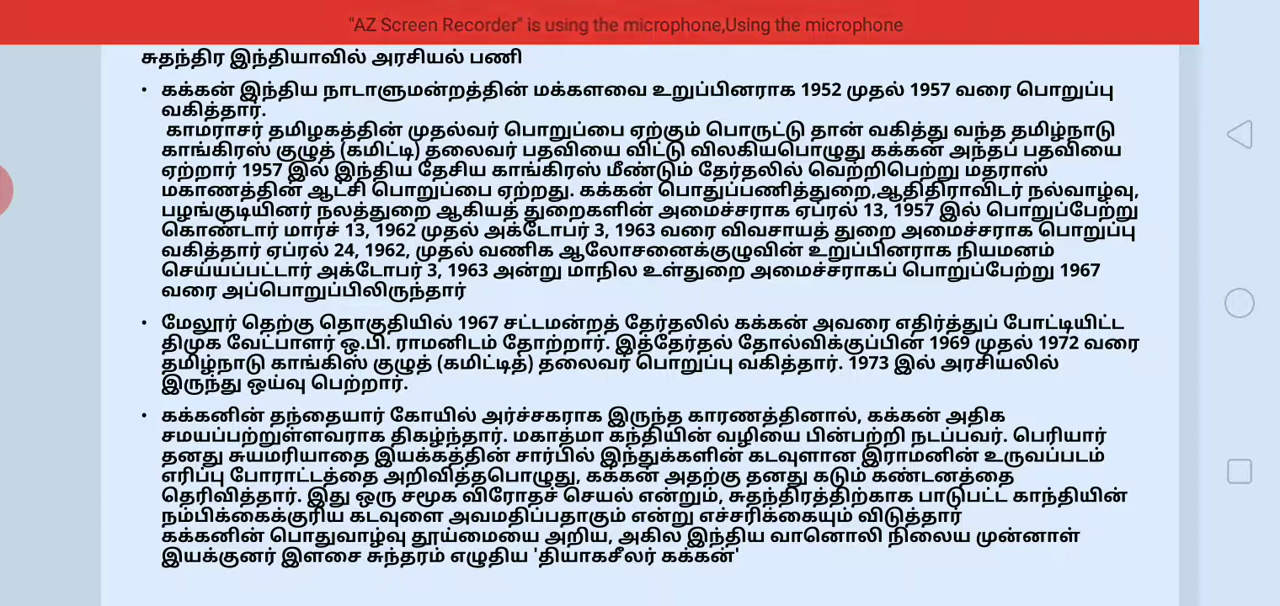 "AZ Screen Recorder" is using the microphone,Using the microphone
சுதந்திர இந்தியாவில் அரசியல் பணி
• கக்கன் இந்திய நாடாளுமன்றத்தின் மக்களவை உறுப்பினராக 1952 முதல் 1957 வரை பொறுப்பு
வகித்தார்.
காமராசர் தமிழகத்தின் முதல்வர் பொறுப்பை ஏற்கும் பொருட்டு தான் வகித்து வந்த தமிழ்நாடு
காங்கிரஸ் குழுத் (கமிட்டி) தலைவர் பதவியை விட்டு விலகியபொழுது கக்கன் அந்தப் பதவியை
ஏற்றார் 1957 இல் இந்திய தேசிய காங்கிரஸ் மீண்டும் தேர்தலில் வெற்றிபெற்று மதராஸ்
மகாணத்தின் ஆட்சி பொறுப்பை ஏற்றது. கக்கன் பொதுப்பணித்துறை,ஆதிதிராவிடர் நல்வாழ்வு,
பழங்குடியினர் நலத்துறை ஆகியத் துறைகளின் அமைச்சராக ஏப்ரல் 13, 1957 இல் பொறுப்பேற்று
கொண்டார் மார்ச் 13, 1962 முதல் அக்டோபர் 3, 1963 வரை விவசாயத் துறை அமைச்சராக பொறுப்பு
வகித்தார் ஏப்ரல் 24, 1962, முதல் வணிக ஆலோசனைக்குழுவின் உறுப்பினராக நியமனம்
செய்யப்பட்டார் அக்டோபர் 3, 1963 அன்று மாநில உள்துறை அமைச்சராகப் பொறுப்பேற்று 1967
வரை அப்பொறுப்பிலிருந்தார்
• மேலூர் தெற்கு தொகுதியில் 1967 சட்டமன்றத் தேர்தலில் கக்கன் அவரை எதிர்த்துப் போட்டியிட்ட
திமுக வேட்பாளர் ஒ.பி. ராமனிடம் தோற்றார். இத்தேர்தல் தோல்விக்குப்பின் 1969 முதல் 1972 வரை
தமிழ்நாடு காங்கிஸ் குழுத் (கமிட்டித்) தலைவர் பொறுப்பு வகித்தார். 1973 இல் அரசியலில்
இருந்து ஒய்வு பெற்றார்.
• கக்கனின் தந்தையார் கோயில் அர்ச்சகராக இருந்த காரணத்தினால், கக்கன் அதிக
சமயப்பற்றுள்ளவராக திகழ்ந்தார். மகாத்மா கந்தியின் வழியை பின்பற்றி நடப்பவர். பெரியார்
தனது சுயமரியாதை இயக்கத்தின் சார்பில் இந்துக்களின் கடவுளான இராமனின் உருவப்படம்
எரிப்பு போராட்டத்தை அறிவித்தபொழுது, கக்கன் அதற்கு தனது கடும் கண்டனத்தை
தெரிவித்தார். இது ஒரு சமூக விரோதச் செயல் என்றும், சுதந்திரத்திற்காக பாடுபட்ட காந்தியின்
நம்பிக்கைக்குரிய கடவுளை அவமதிப்பதாகும் என்று எச்சரிக்கையும் விடுத்தார்
கக்கனின் பொதுவாழ்வு தூய்மையை அறிய, அகில இந்திய வானொலி நிலைய முன்னாள்
இயக்குனர் இளசை சுந்தரம் எழுதிய 'தியாகசீலர் கக்கன்'